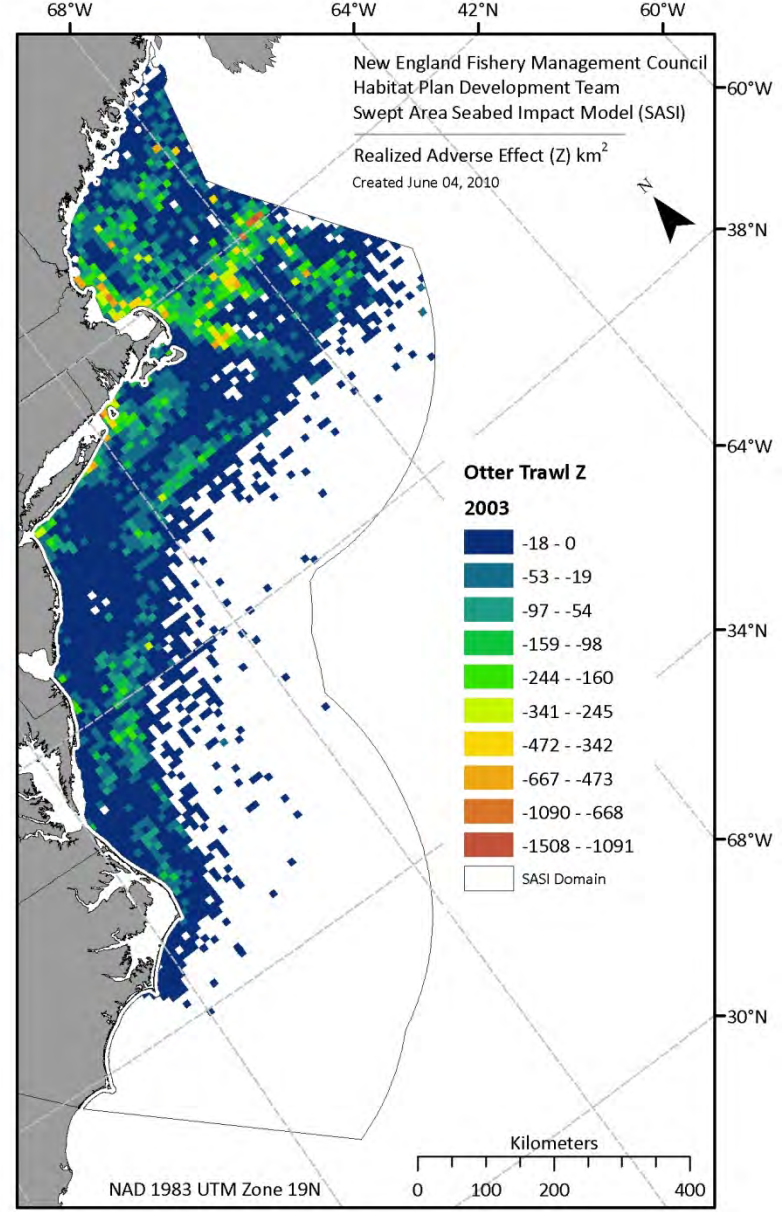 68°W 64°W 42°N 60°W
New England Fishery Management Council
Habitat Plan Development Team
Swept Area Seabed Impact Model (SASI)
Realized Adverse Effect (Z) km²
Created June 04, 2010
N
60°W
38°N
64°W
34°N
68°W
30°N
Otter Trawl Z
2003
-18 - 0
-53 - -19
-97 - -54
-159 - -98
-244 - -160
-341 - -245
-472 - -342
-667 - -473
-1090 - -668
-1508 - -1091
SASI Domain
Kilometers
0 100 200 400
NAD 1983 UTM Zone 19N